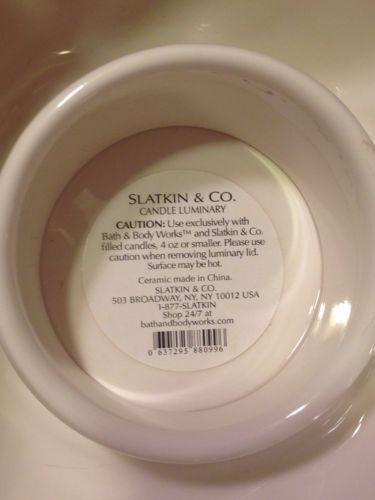 SLATKIN & CO.
CANDLE LUMINARY
CAUTION: Use exclusively with
Bath & Body Works™ and Slatkin & Co.
filled candles, 4 oz or smaller. Please use
caution when removing luminary lid.
Surface may be hot.
Ceramic made in China.
SLATKIN & CO.
503 BROADWAY, NY, NY 10012 USA
1-877-SLATKIN
Shop 24/7 at
bathandbodyworks.com
0 637295 880996